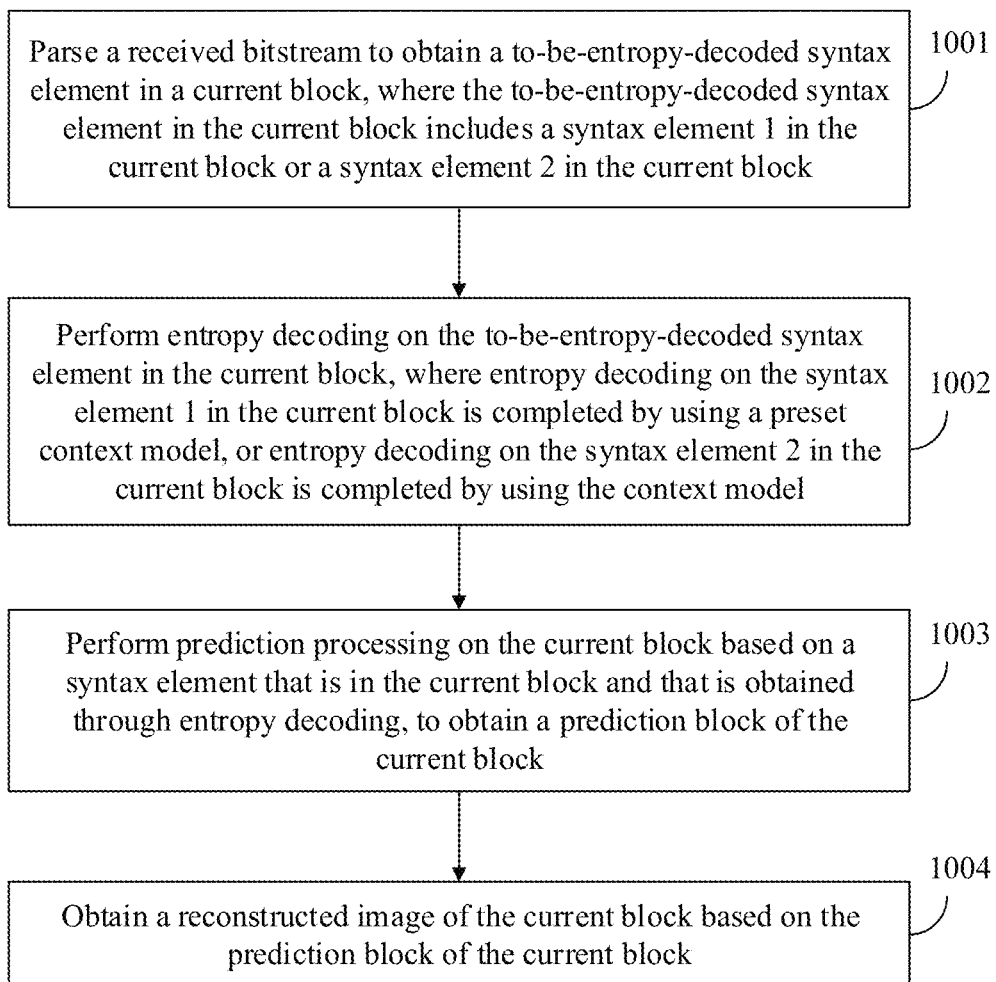 Parse a received bitstream to obtain a to-be-entropy-decoded syntax
element in a current block, where the to-be-entropy-decoded syntax
element in the current block includes a syntax element 1 in the
current block or a syntax element 2 in the current block
1001
Perform entropy decoding on the to-be-entropy-decoded syntax
element in the current block, where entropy decoding on the syntax
element 1 in the current block is completed by using a preset
context model, or entropy decoding on the syntax element 2 in the
current block is completed by using the context model
1002
Perform prediction processing on the current block based on a
syntax element that is in the current block and that is obtained
through entropy decoding, to obtain a prediction block of the
current block
1003
Obtain a reconstructed image of the current block based on the
prediction block of the current block
1004